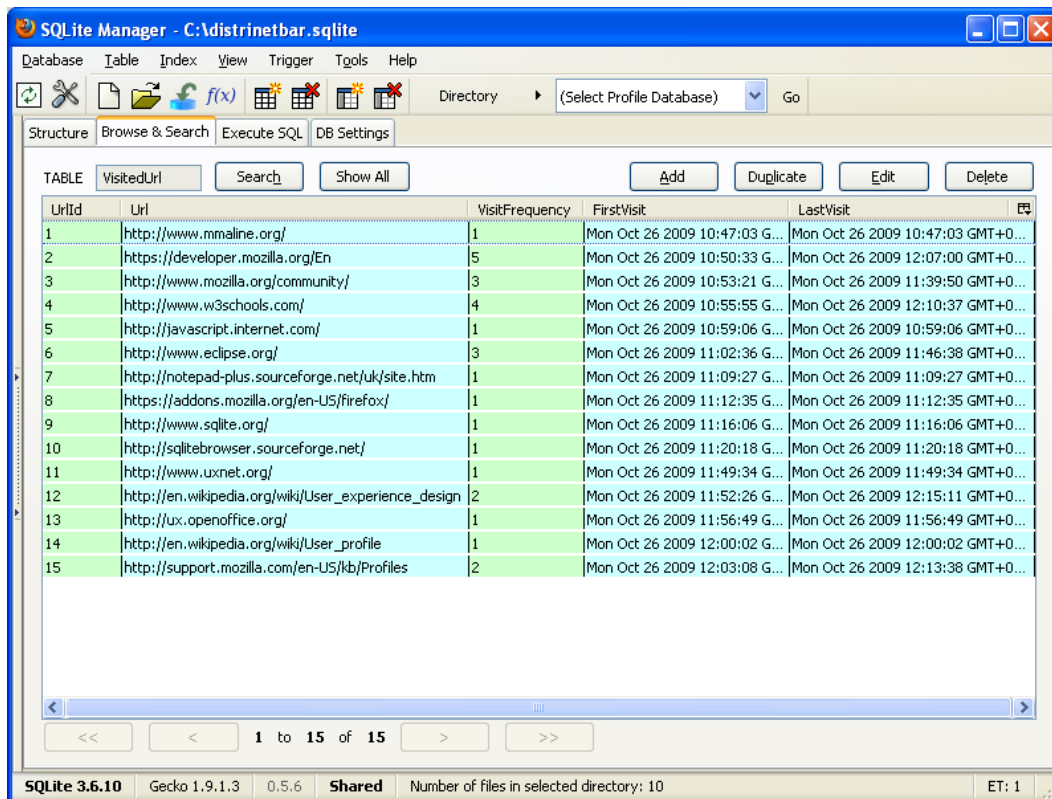 SQLite Manager - C:\distrinetbar.sqlite
Database Table Index View Trigger Tools Help
f(x) Directory (Select Profile Database) Go
Structure Browse & Search Execute SQL DB Settings
TABLE VisitedUrl Search Show All Add Duplicate Edit Delete
UrlId Url VisitFrequency FirstVisit LastVisit
1 http://www.mmaline.org/ 1 Mon Oct 26 2009 10:47:03 G... Mon Oct 26 2009 10:47:03 GMT+0...
2 https://developer.mozilla.org/En 5 Mon Oct 26 2009 10:50:33 G... Mon Oct 26 2009 12:07:00 GMT+0...
3 http://www.mozilla.org/community/ 3 Mon Oct 26 2009 10:53:21 G... Mon Oct 26 2009 11:39:50 GMT+0...
4 http://www.w3schools.com/ 4 Mon Oct 26 2009 10:55:55 G... Mon Oct 26 2009 12:10:37 GMT+0...
5 http://javascript.internet.com/ 1 Mon Oct 26 2009 10:59:06 G... Mon Oct 26 2009 10:59:06 GMT+0...
6 http://www.eclipse.org/ 3 Mon Oct 26 2009 11:02:36 G... Mon Oct 26 2009 11:46:38 GMT+0...
7 http://notepad-plus.sourceforge.net/uk/site.htm 1 Mon Oct 26 2009 11:09:27 G... Mon Oct 26 2009 11:09:27 GMT+0...
8 https://addons.mozilla.org/en-US/firefox/ 1 Mon Oct 26 2009 11:12:35 G... Mon Oct 26 2009 11:12:35 GMT+0...
9 http://www.sqlite.org/ 1 Mon Oct 26 2009 11:16:06 G... Mon Oct 26 2009 11:16:06 GMT+0...
10 http://sqlitebrowser.sourceforge.net/ 1 Mon Oct 26 2009 11:20:18 G... Mon Oct 26 2009 11:20:18 GMT+0...
11 http://www.uxnet.org/ 1 Mon Oct 26 2009 11:49:34 G... Mon Oct 26 2009 11:49:34 GMT+0...
12 http://en.wikipedia.org/wiki/User_experience_design 2 Mon Oct 26 2009 11:52:26 G... Mon Oct 26 2009 12:15:11 GMT+0...
13 http://ux.openoffice.org/ 1 Mon Oct 26 2009 11:56:49 G... Mon Oct 26 2009 11:56:49 GMT+0...
14 http://en.wikipedia.org/wiki/User_profile 1 Mon Oct 26 2009 12:00:02 G... Mon Oct 26 2009 12:00:02 GMT+0...
15 http://support.mozilla.com/en-US/kb/Profiles 2 Mon Oct 26 2009 12:03:08 G... Mon Oct 26 2009 12:13:38 GMT+0...
<< < 1 to 15 of 15 > >>
SQLite 3.6.10 Gecko 1.9.1.3 0.5.6 Shared Number of files in selected directory: 10 ET: 1